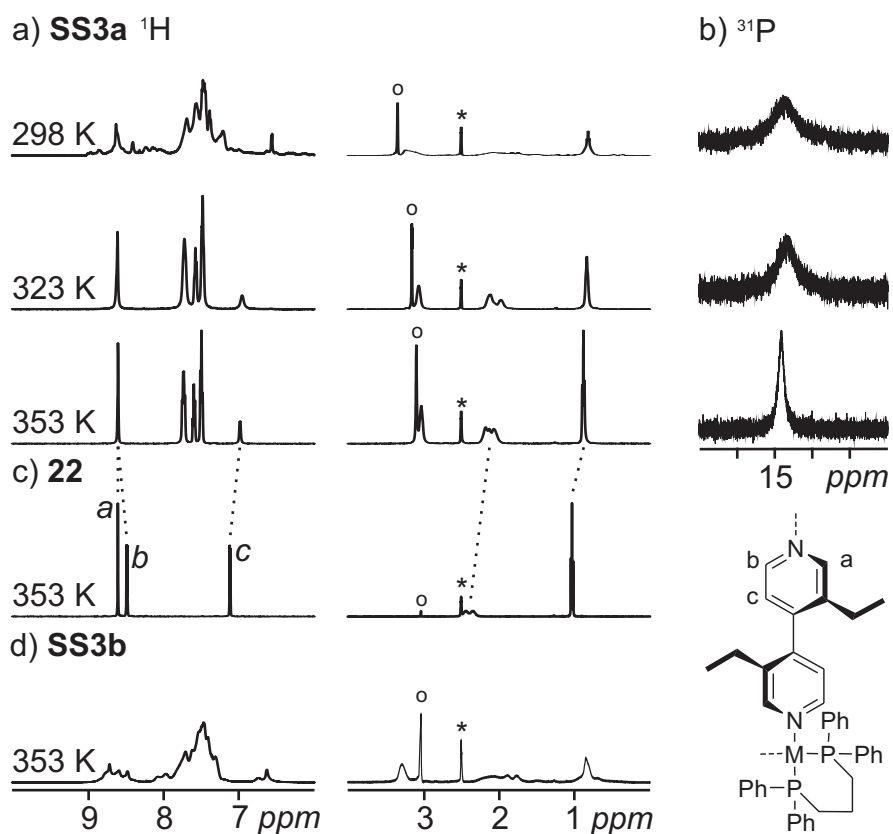 a) SS3a ¹H
b) ³¹P
298 K
o
*
323 K
o
*
353 K
o
*
15 ppm
c) 22
a
b
c
353 K
o
*
d) SS3b
353 K
o
*
9 8 7 ppm
3 2 1 ppm
N
b
a
c
N
Ph
M
P
Ph
Ph
P
Ph